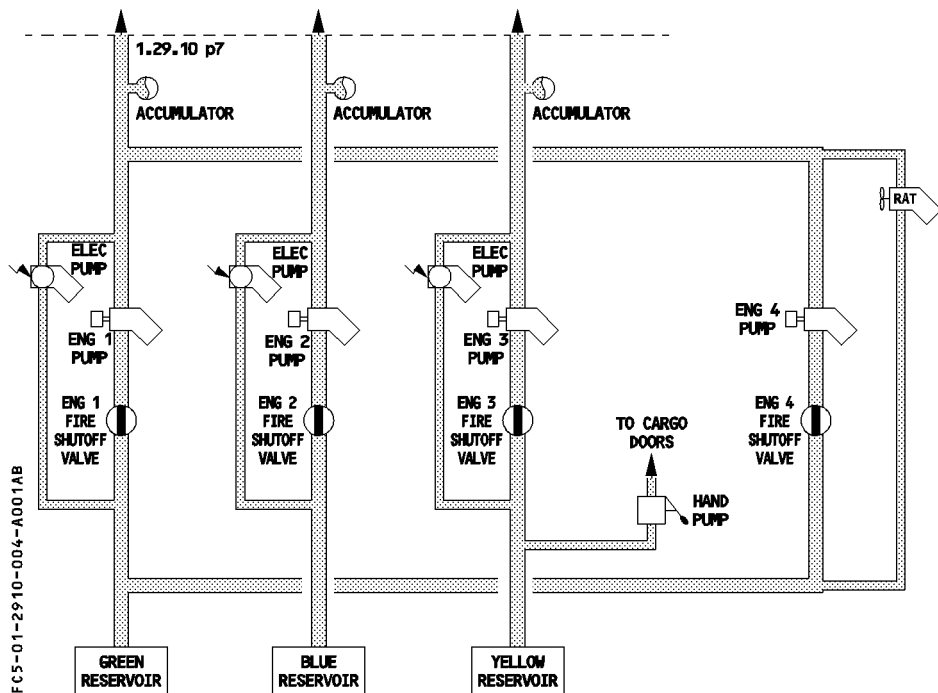 1.29.10 p7
ACCUMULATOR
ACCUMULATOR
ACCUMULATOR
RAT
ELEC
PUMP
ELEC
PUMP
ELEC
PUMP
ENG 1
PUMP
ENG 2
PUMP
ENG 3
PUMP
ENG 4
PUMP
ENG 1
FIRE
SHUTOFF
VALVE
ENG 2
FIRE
SHUTOFF
VALVE
ENG 3
FIRE
SHUTOFF
VALVE
TO CARGO
DOORS
ENG 4
FIRE
SHUTOFF
VALVE
HAND
PUMP
GREEN
RESERVOIR
BLUE
RESERVOIR
YELLOW
RESERVOIR
FC5-01-2910-004-A001AB